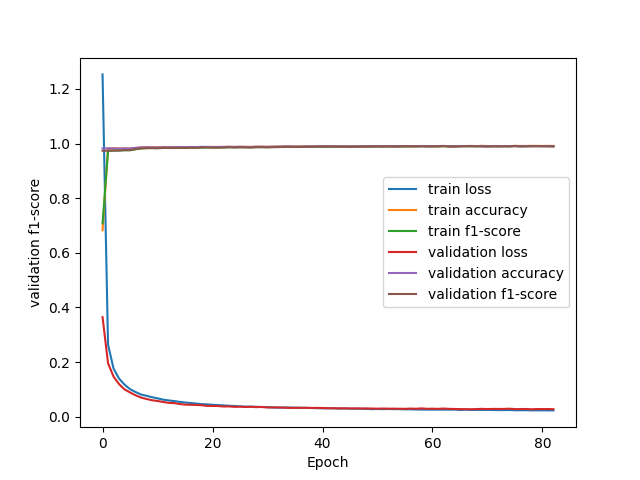 1.2
1.0
0.8
0.6
0.4
0.2
0.0
validation f1-score
train loss
train accuracy
train f1-score
validation loss
validation accuracy
validation f1-score
0 20 40 60 80
Epoch